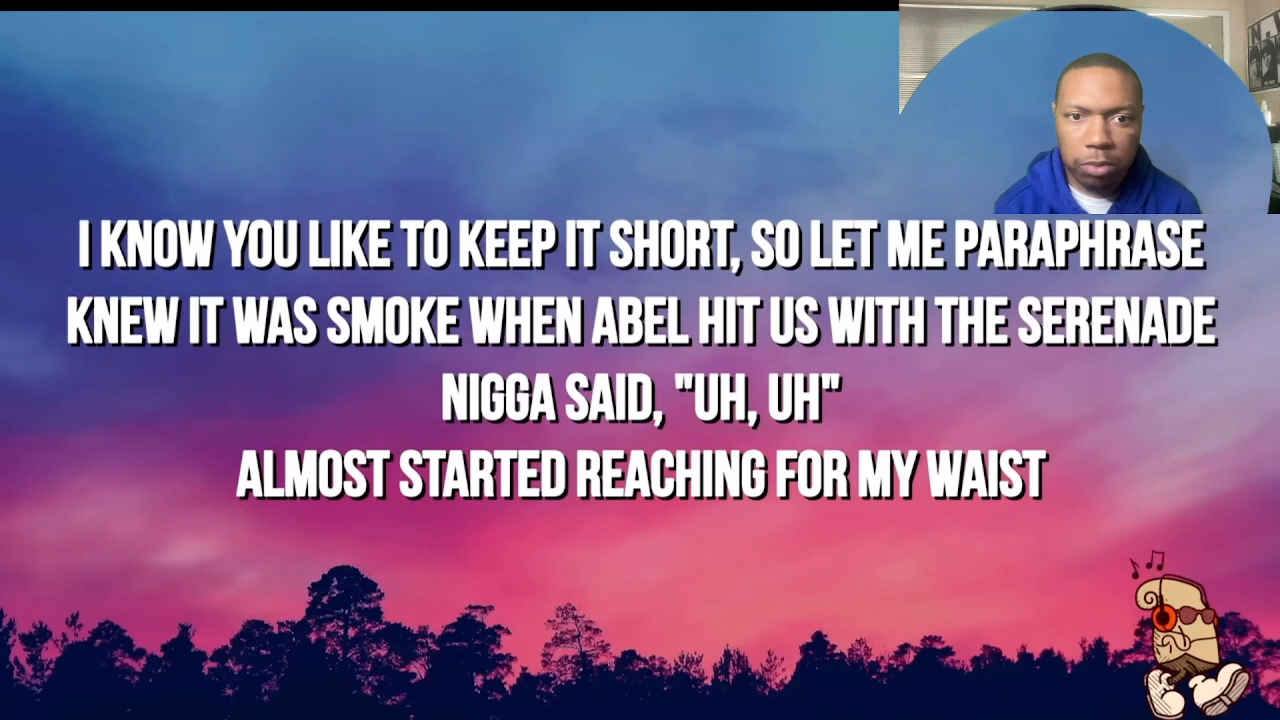 I KNOW YOU LIKE TO KEEP IT SHORT, SO LET ME PARAPHRASE
KNEW IT WAS SMOKE WHEN ABEL HIT US WITH THE SERENADE
NIGGA SAID, "UH, UH"
ALMOST STARTED REACHING FOR MY WAIST